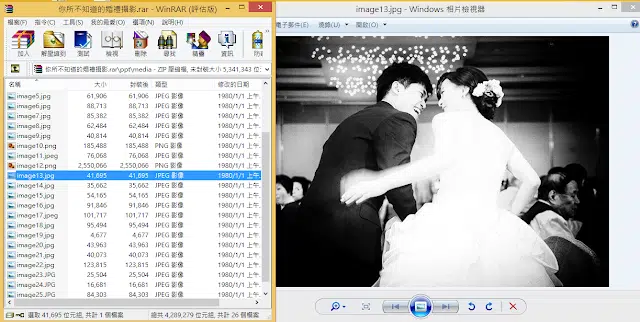 你所不知道的婚禮攝影.rar - WinRAR (評估版)
檔案(F) 指令(C) 工具(S) 我的最愛(O) 選項(N) 說明(H)
加入 解壓縮到 測試 檢視 刪除 尋找 精靈 資訊
你所不知道的婚禮攝影.rar\ppt\media - ZIP 壓縮檔, 未封裝大小 5,341,343 位
名稱 大小 封裝後 類型 修改的日期
image5.jpg 61,906 61,906 JPEG 影像 1980/1/1 上午
image6.jpg 88,713 88,713 JPEG 影像 1980/1/1 上午
image7.jpg 85,382 85,382 JPEG 影像 1980/1/1 上午
image8.jpg 62,484 62,484 JPEG 影像 1980/1/1 上午
image9.jpg 40,814 40,814 JPEG 影像 1980/1/1 上午
image10.png 185,488 185,488 PNG 影像 1980/1/1 上午
image11.jpeg 76,068 76,068 JPEG 影像 1980/1/1 上午
image12.png 2,550,066 2,550,066 PNG 影像 1980/1/1 上午
image13.jpg 41,695 41,695 JPEG 影像 1980/1/1 上午
image14.jpg 35,662 35,662 JPEG 影像 1980/1/1 上午
image15.jpg 54,165 54,165 JPEG 影像 1980/1/1 上午
image16.jpg 91,846 91,846 JPEG 影像 1980/1/1 上午
image17.jpeg 101,717 101,717 JPEG 影像 1980/1/1 上午
image18.jpg 95,494 95,494 JPEG 影像 1980/1/1 上午
image19.jpg 4,677 4,677 JPEG 影像 1980/1/1 上午
image20.jpg 43,963 43,963 JPEG 影像 1980/1/1 上午
image21.jpg 40,073 40,073 JPEG 影像 1980/1/1 上午
image22.jpg 123,815 123,815 JPEG 影像 1980/1/1 上午
image23.JPG 25,504 25,504 JPEG 影像 1980/1/1 上午
image24.JPG 16,681 16,681 JPEG 影像 1980/1/1 上午
image25.JPG 84,303 84,303 JPEG 影像 1980/1/1 上午
選取 41,695 位元組, 共計 1 個檔案 總共 4,289,279 位元組, 共計 26 個檔案
image13.jpg - Windows 相片檢視器
電子郵件(E) 燒錄(U) 開啟(O)